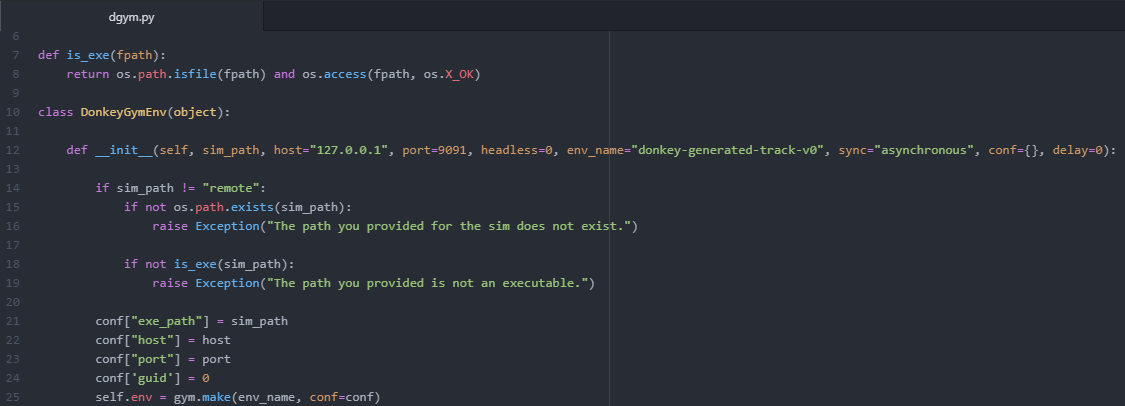 dgym.py
6
7 def is_exe(fpath):
8     return os.path.isfile(fpath) and os.access(fpath, os.X_OK)
9
10 class DonkeyGymEnv(object):
11
12     def __init__(self, sim_path, host="127.0.0.1", port=9091, headless=0, env_name="donkey-generated-track-v0", sync="asynchronous", conf={}, delay=0):
13
14         if sim_path != "remote":
15             if not os.path.exists(sim_path):
16                 raise Exception("The path you provided for the sim does not exist.")
17
18             if not is_exe(sim_path):
19                 raise Exception("The path you provided is not an executable.")
20
21         conf["exe_path"] = sim_path
22         conf["host"] = host
23         conf["port"] = port
24         conf['guid'] = 0
25         self.env = gym.make(env_name, conf=conf)